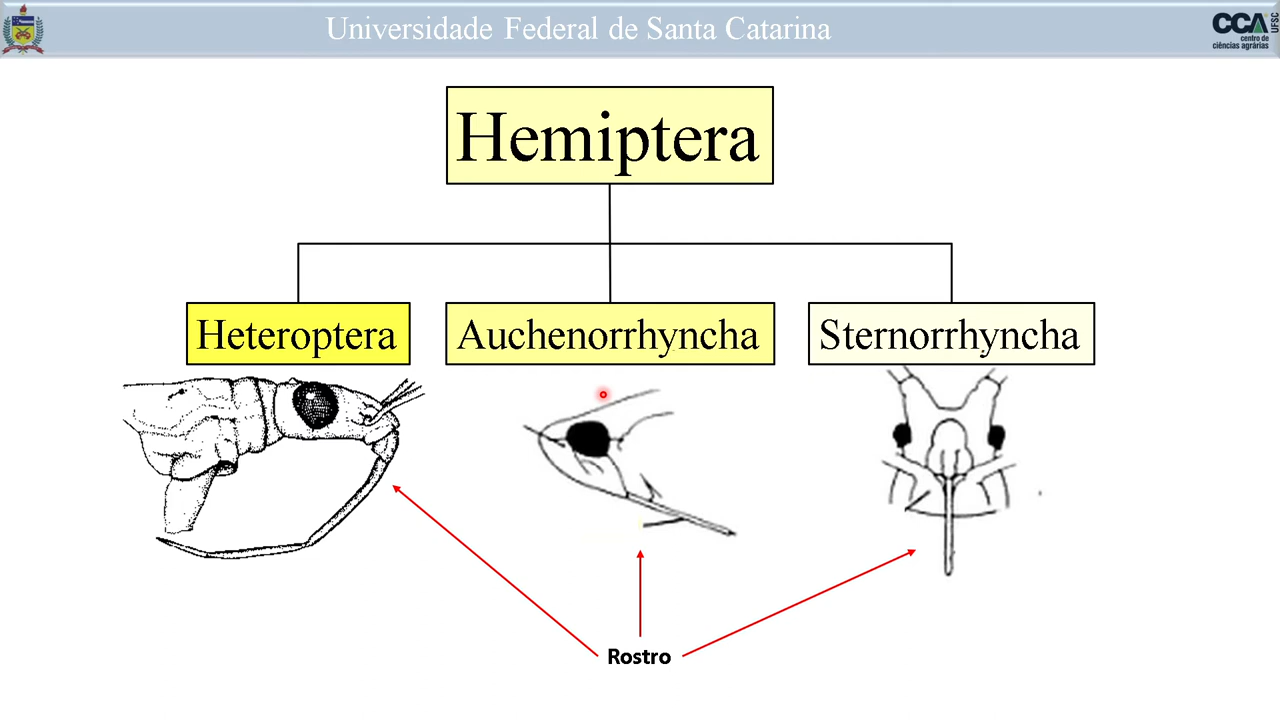 Universidade Federal de Santa Catarina
CCA
centro de
ciências agrárias
UFSC
Hemiptera
Heteroptera
Auchenorrhyncha
Sternorrhyncha
Rostro